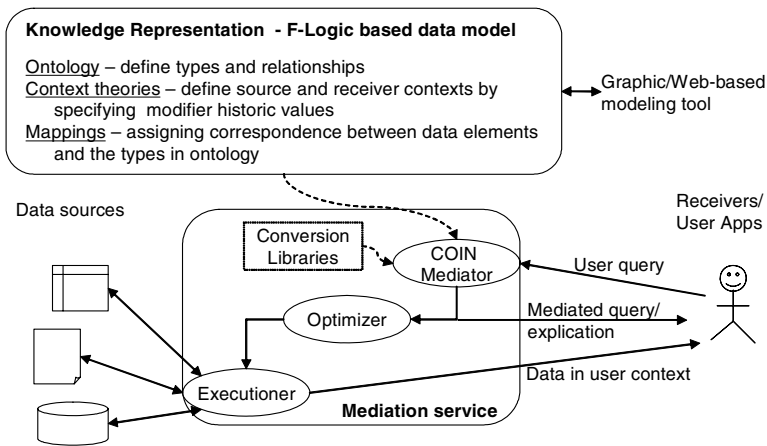 Knowledge Representation - F-Logic based data model
Ontology – define types and relationships
Context theories – define source and receiver contexts by
specifying modifier historic values
Mappings – assigning correspondence between data elements
and the types in ontology
Graphic/Web-based
modeling tool
Data sources
Receivers/
User Apps
Conversion
Libraries
COIN
Mediator
User query
Optimizer
Mediated query/
explication
Executioner
Data in user context
Mediation service